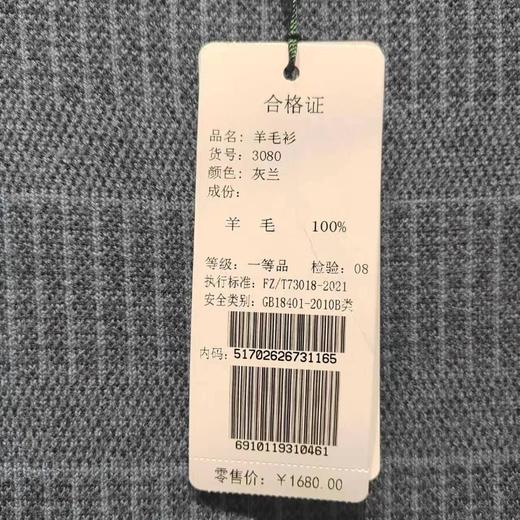 合格证
品名: 羊毛衫
货号: 3080
颜色: 灰兰
成份:
羊 毛 100%
等级: 一等品 检验: 08
执行标准: FZ/T73018-2021
安全类别: GB18401-2010B类
内码: 51702626731165
6910119310461
零售价: ¥1680.00